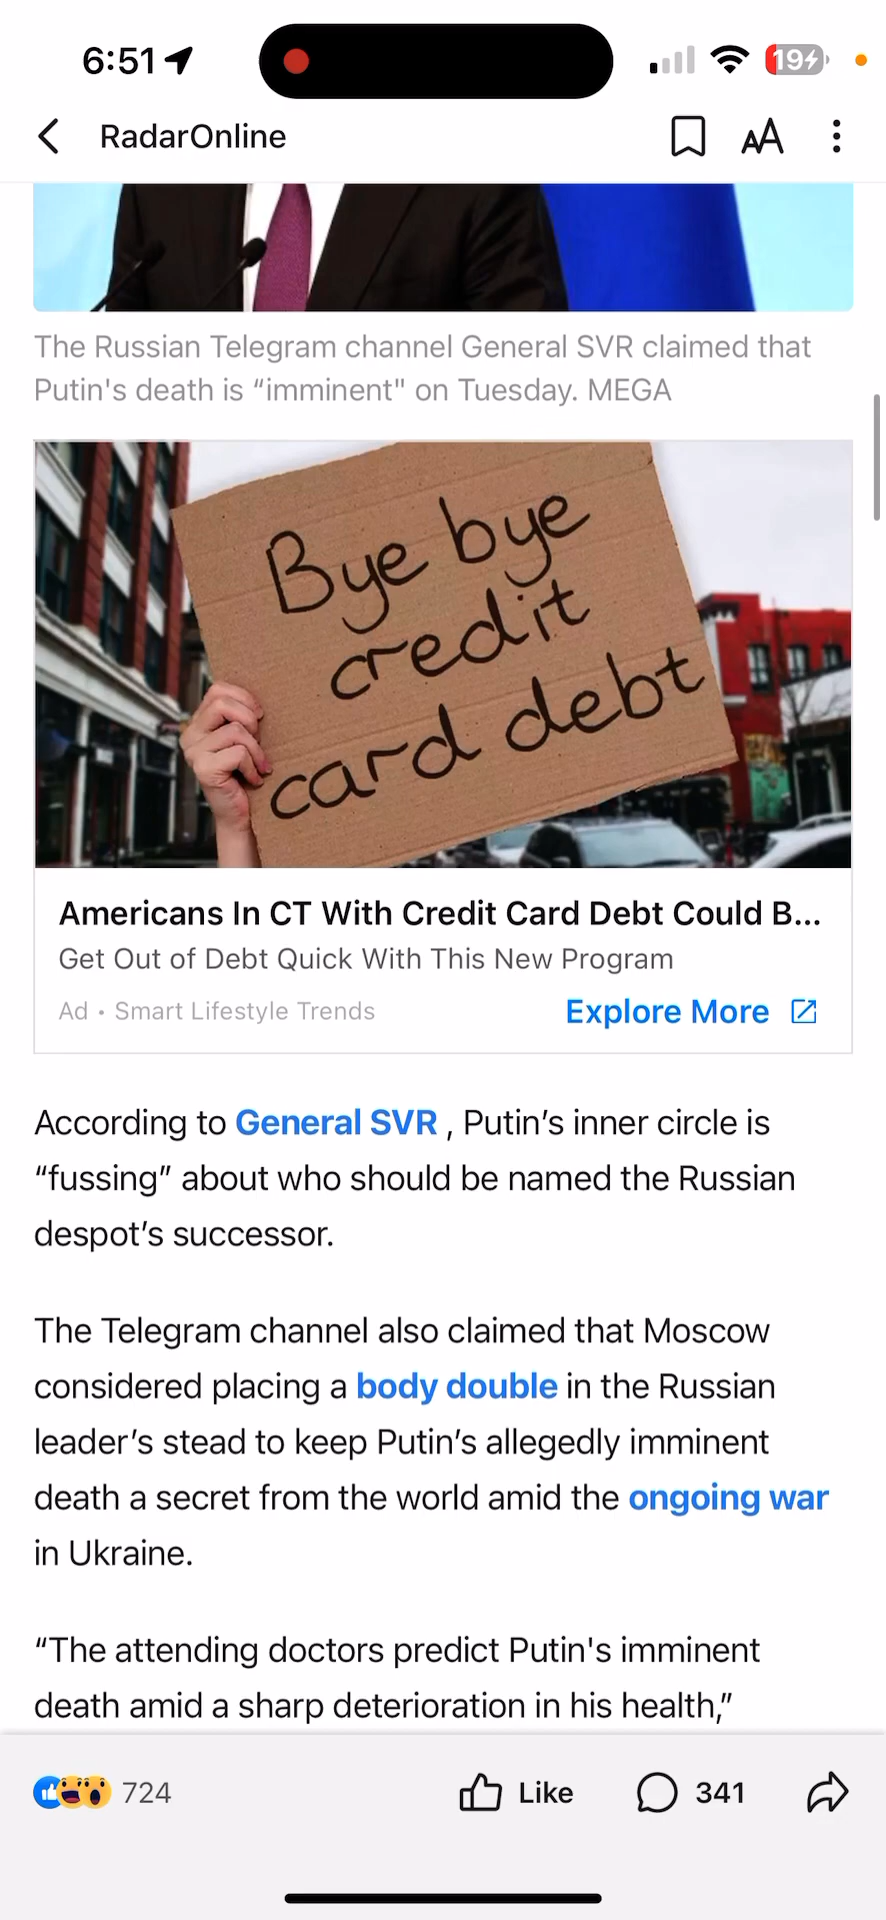 6:51
19
RadarOnline
AA
The Russian Telegram channel General SVR claimed that
Putin's death is “imminent" on Tuesday. MEGA
Bye bye
credit
card debt
Americans In CT With Credit Card Debt Could B...
Get Out of Debt Quick With This New Program
Ad • Smart Lifestyle Trends
Explore More
According to General SVR , Putin’s inner circle is
“fussing” about who should be named the Russian
despot’s successor.
The Telegram channel also claimed that Moscow
considered placing a body double in the Russian
leader’s stead to keep Putin’s allegedly imminent
death a secret from the world amid the ongoing war
in Ukraine.
“The attending doctors predict Putin's imminent
death amid a sharp deterioration in his health,”
724
Like
341